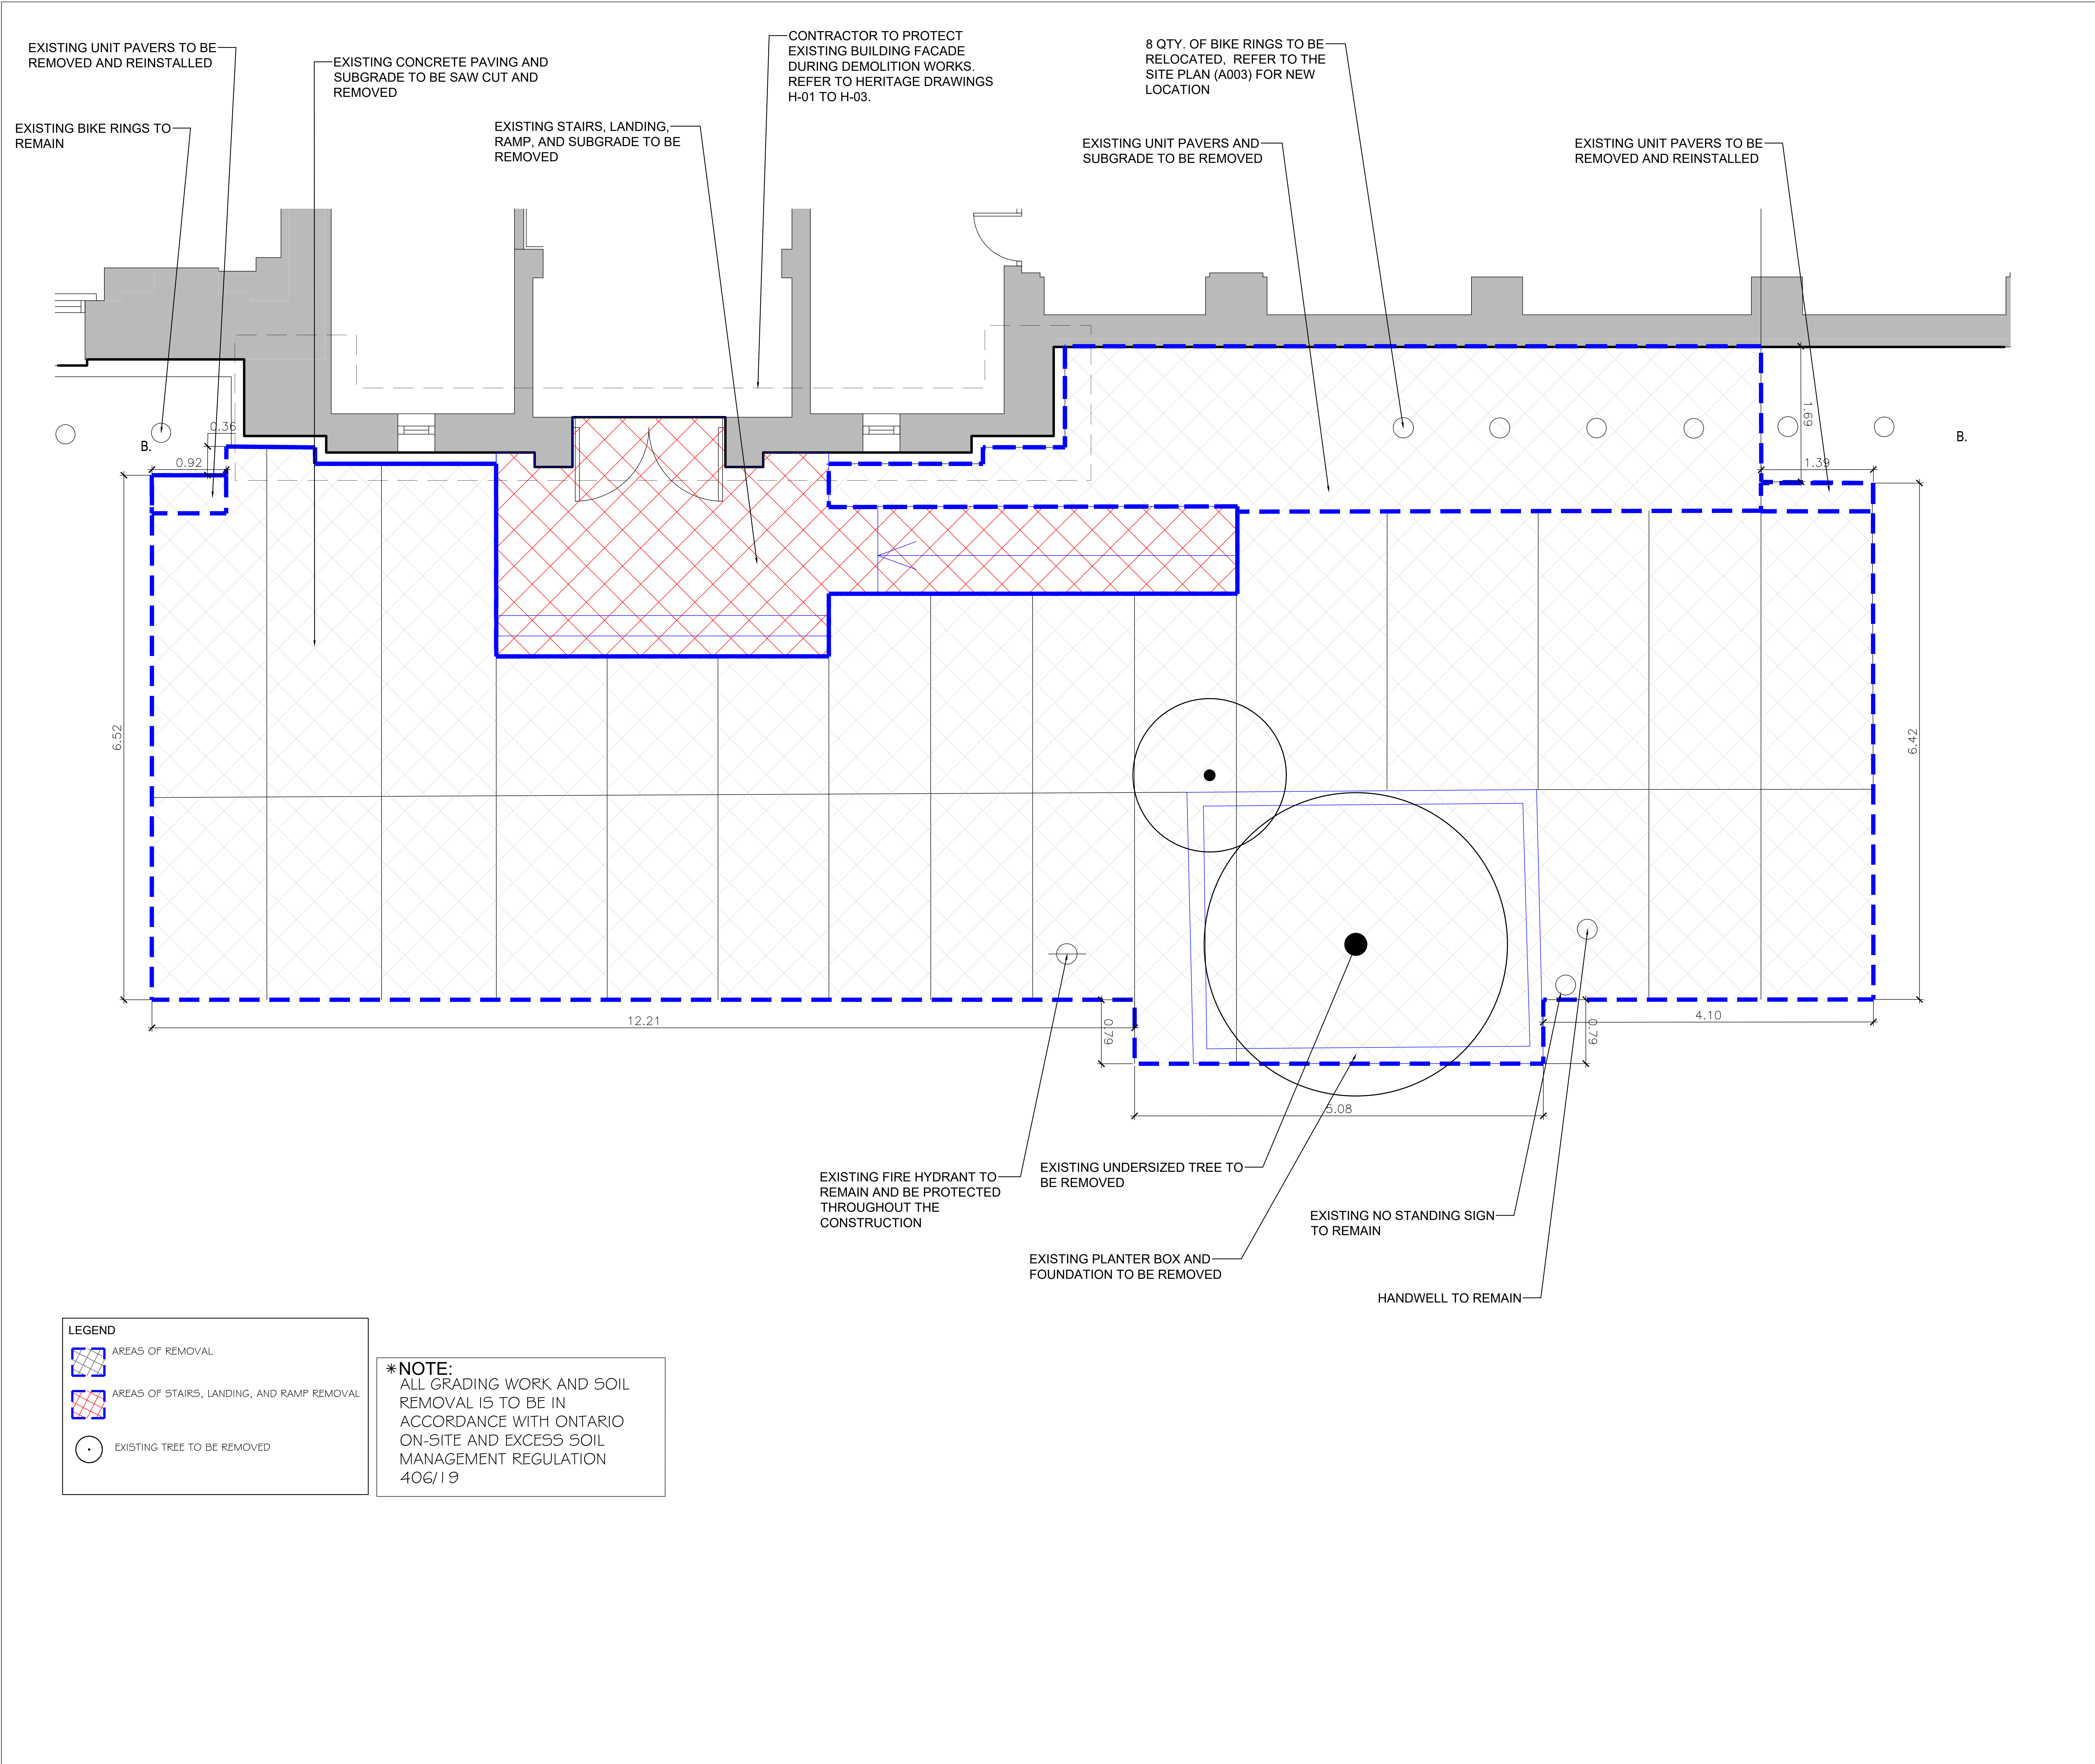 EXISTING UNIT PAVERS TO BE
REMOVED AND REINSTALLED
EXISTING CONCRETE PAVING AND
SUBGRADE TO BE SAW CUT AND
REMOVED
CONTRACTOR TO PROTECT
EXISTING BUILDING FACADE
DURING DEMOLITION WORKS.
REFER TO HERITAGE DRAWINGS
H-01 TO H-03.
8 QTY. OF BIKE RINGS TO BE
RELOCATED, REFER TO THE
SITE PLAN (A003) FOR NEW
LOCATION
EXISTING BIKE RINGS TO
REMAIN
EXISTING STAIRS, LANDING,
RAMP, AND SUBGRADE TO BE
REMOVED
EXISTING UNIT PAVERS AND
SUBGRADE TO BE REMOVED
EXISTING UNIT PAVERS TO BE
REMOVED AND REINSTALLED
0.36
B.
0.92
1.69
B.
1.39
6.52
6.42
12.21
0.79
0.79
4.10
5.08
EXISTING FIRE HYDRANT TO
REMAIN AND BE PROTECTED
THROUGHOUT THE
CONSTRUCTION
EXISTING UNDERSIZED TREE TO
BE REMOVED
EXISTING NO STANDING SIGN
TO REMAIN
EXISTING PLANTER BOX AND
FOUNDATION TO BE REMOVED
HANDWELL TO REMAIN
LEGEND
AREAS OF REMOVAL
AREAS OF STAIRS, LANDING, AND RAMP REMOVAL
EXISTING TREE TO BE REMOVED
*NOTE:
ALL GRADING WORK AND SOIL
REMOVAL IS TO BE IN
ACCORDANCE WITH ONTARIO
ON-SITE AND EXCESS SOIL
MANAGEMENT REGULATION
406/19